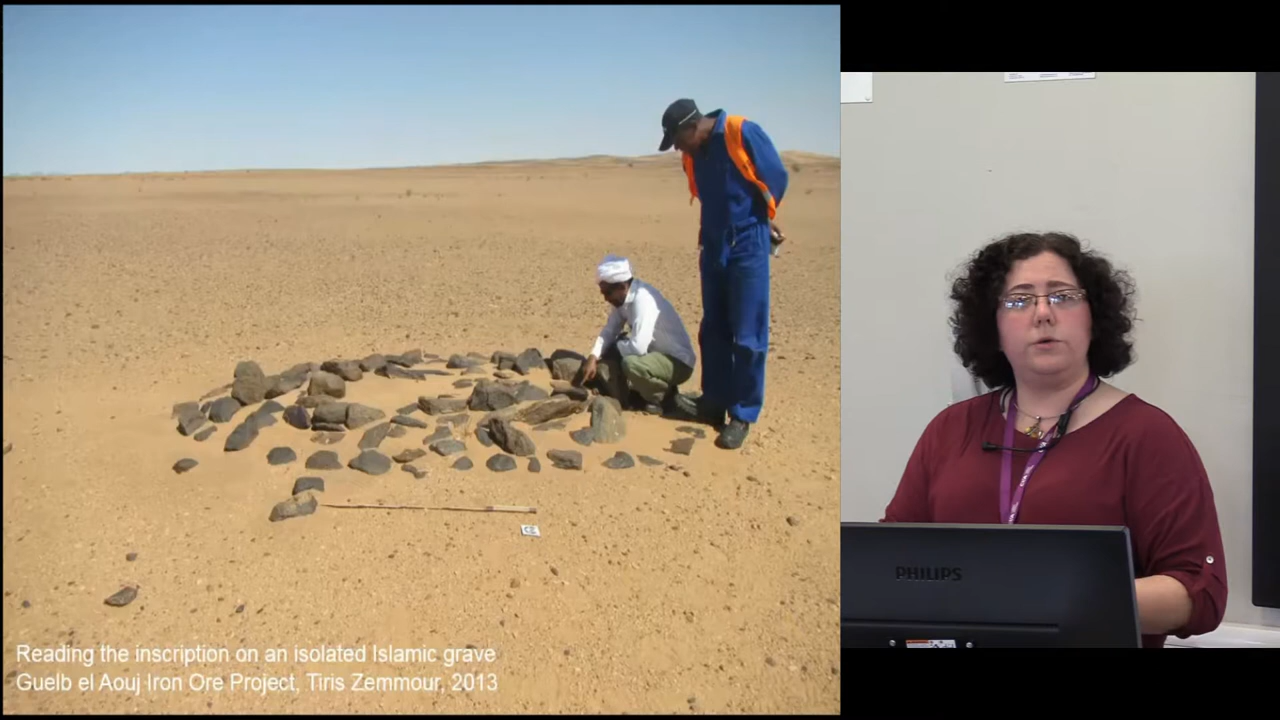 Reading the inscription on an isolated Islamic grave
Guelb el Aouj Iron Ore Project, Tiris Zemmour, 2013
PHILIPS